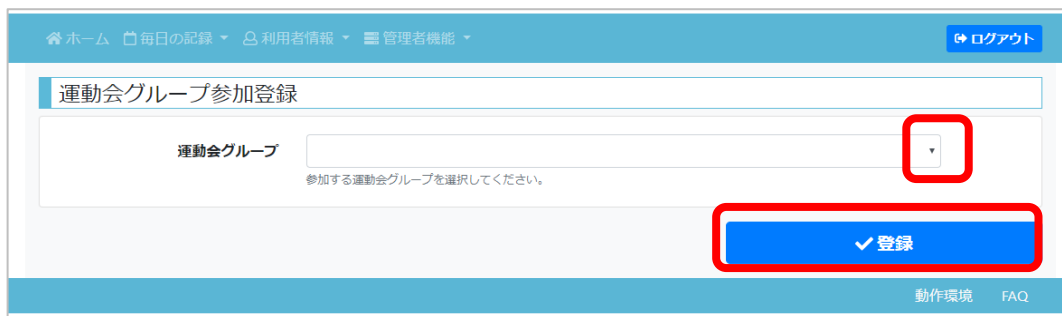 ホーム 毎日の記録 利用者情報 管理者機能 ログアウト
運動会グループ参加登録
運動会グループ
参加する運動会グループを選択してください。
登録
動作環境 FAQ